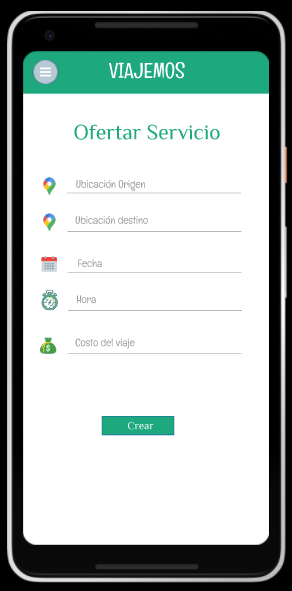 VIAJEMOS
Ofertar Servicio
Ubicación Origen
Ubicación destino
Fecha
Hora
$
Costo del viaje
Crear